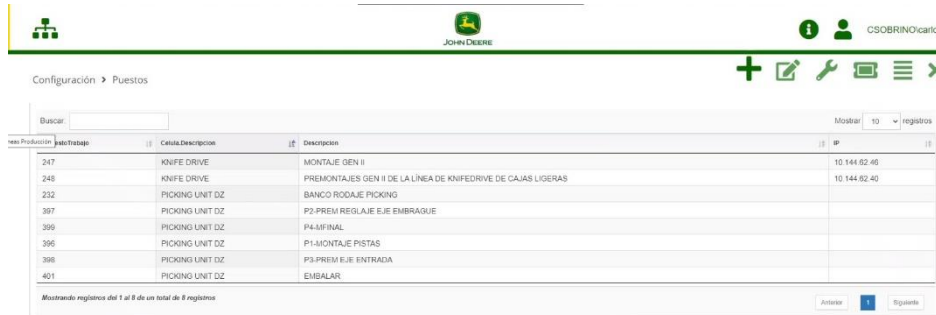 JOHN DEERE
CSOBRINO\carlo
Configuración > Puestos
Buscar:
Mostrar 10 registros
estoTrabajo Celula.Descripcion Descripcion IP
247 KNIFE DRIVE MONTAJE GEN II 10.144.62.46
248 KNIFE DRIVE PREMONTAJES GEN II DE LA LÍNEA DE KNIFEDRIVE DE CAJAS LIGERAS 10.144.62.40
232 PICKING UNIT DZ BANCO RODAJE PICKING
397 PICKING UNIT DZ P2-PREM REGLAJE EJE EMBRAGUE
399 PICKING UNIT DZ P4-MFINAL
396 PICKING UNIT DZ P1-MONTAJE PISTAS
398 PICKING UNIT DZ P3-PREM EJE ENTRADA
401 PICKING UNIT DZ EMBALAR
Mostrando registros del 1 al 8 de un total de 8 registros
Anterior 1 Siguiente